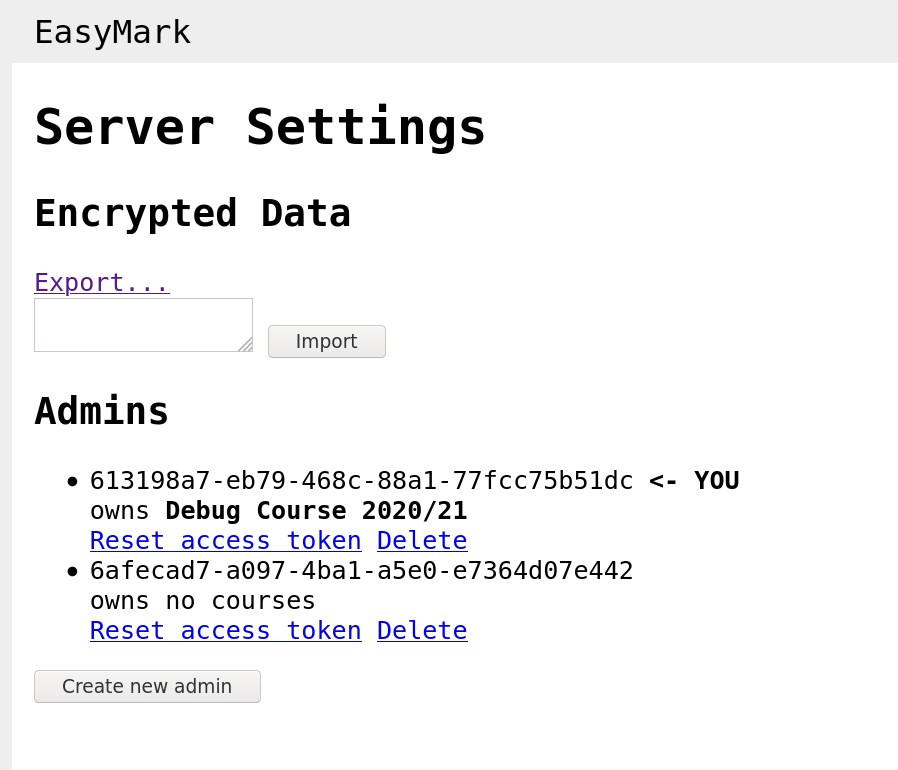 EasyMark
Server Settings
Encrypted Data
Export...
Import
Admins
613198a7-eb79-468c-88a1-77fcc75b51dc <- YOU
owns Debug Course 2020/21
Reset access token Delete
6afecad7-a097-4ba1-a5e0-e7364d07e442
owns no courses
Reset access token Delete
Create new admin